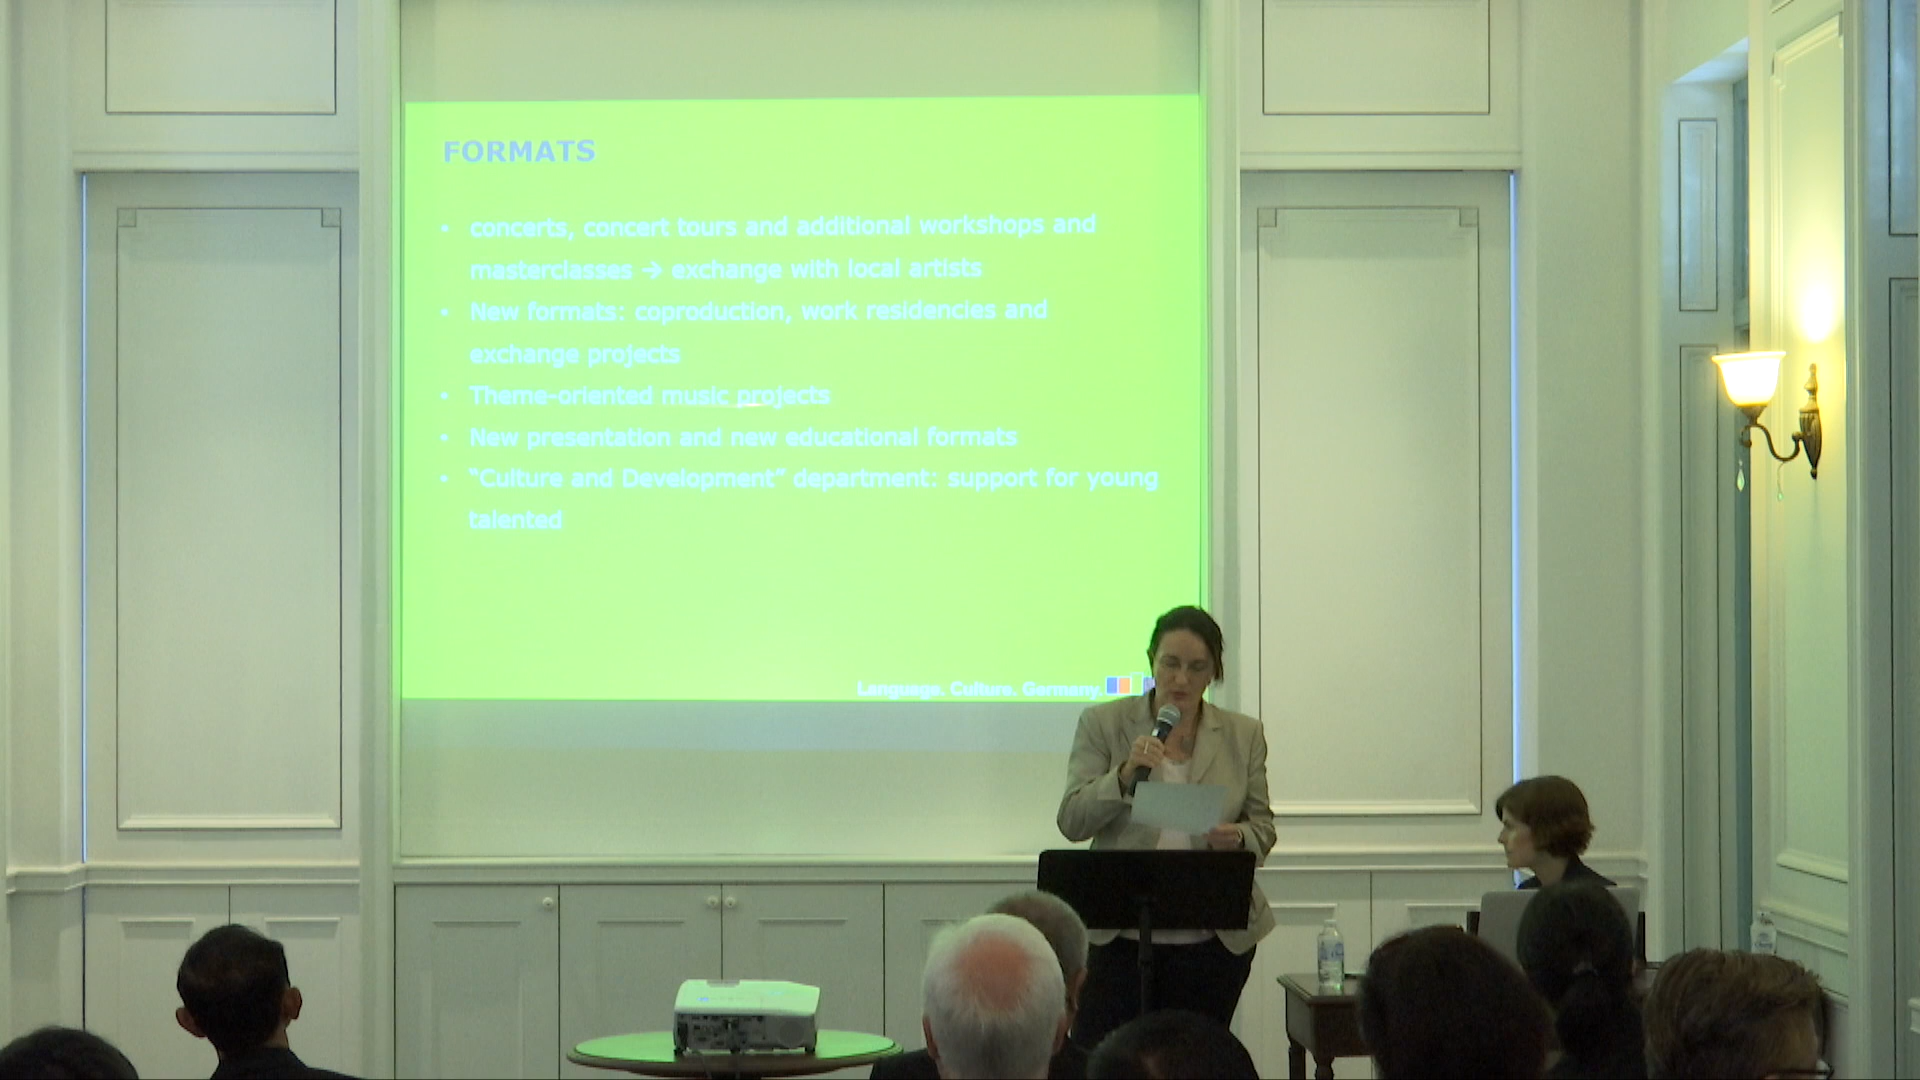 FORMATS
• concerts, concert tours and additional workshops and
masterclasses → exchange with local artists
• New formats: coproduction, work residencies and
exchange projects
• Theme-oriented music projects
• New presentation and new educational formats
• “Culture and Development” department: support for young
talented
Language. Culture. Germany.